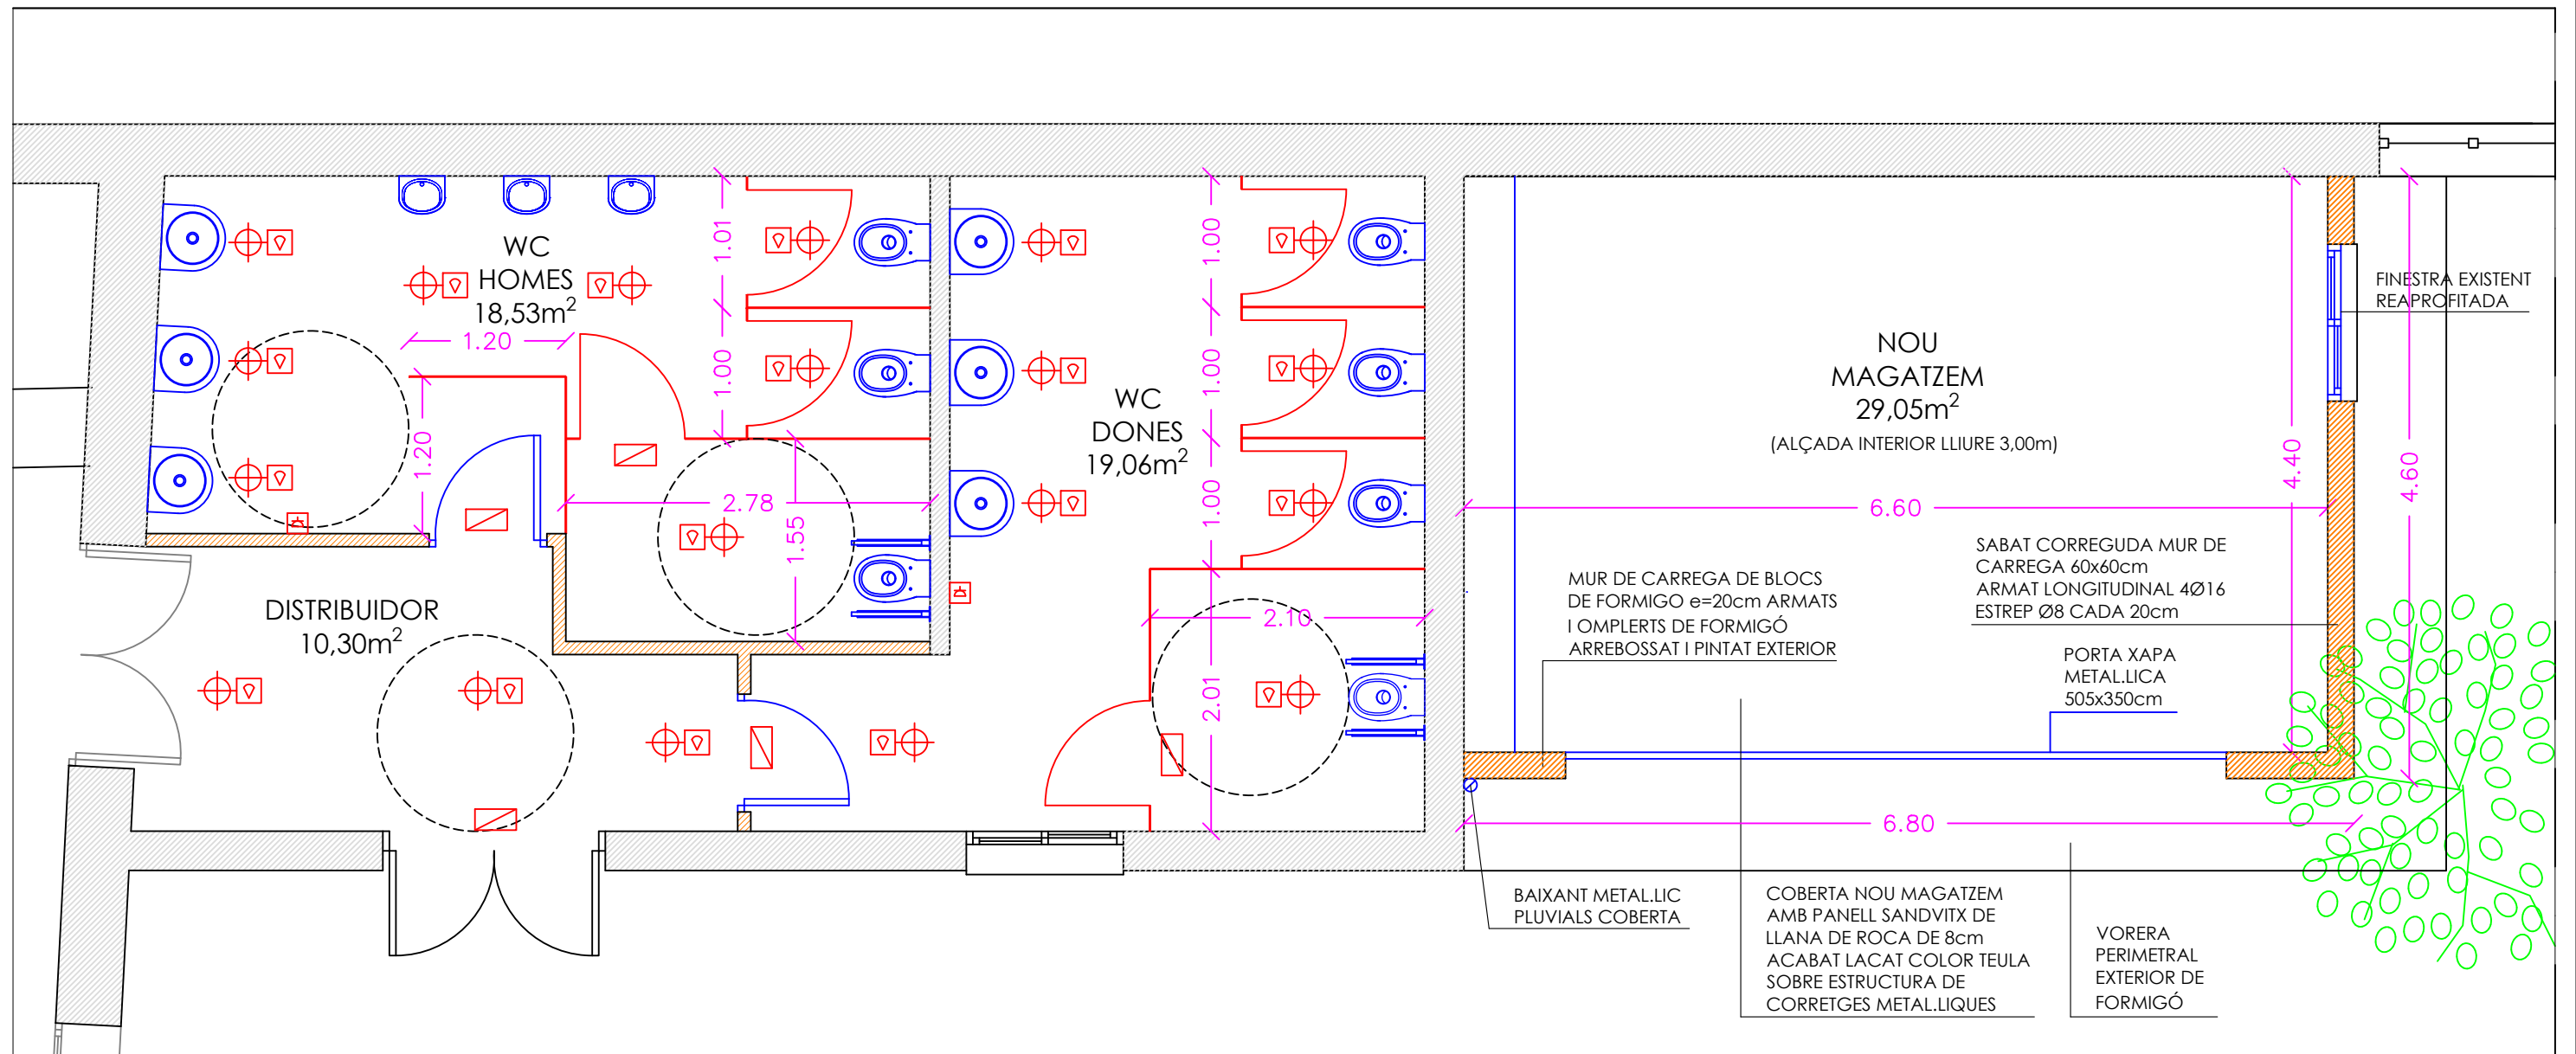 WC
HOMES
18,53m²
1.20
1.20
1.01
1.00
2.78
1.55
DISTRIBUIDOR
10,30m²
WC
DONES
19,06m²
1.00
1.00
1.00
2.10
2.01
NOU
MAGATZEM
29,05m²
(ALÇADA INTERIOR LLIURE 3,00m)
6.60
4.40
4.60
6.80
FINESTRA EXISTENT
REAPROFITADA
MUR DE CARREGA DE BLOCS
DE FORMIGO e=20cm ARMATS
I OMPLERTS DE FORMIGÓ
ARREBOSSAT I PINTAT EXTERIOR
SABAT CORREGUDA MUR DE
CARREGA 60x60cm
ARMAT LONGITUDINAL 4Ø16
ESTREP Ø8 CADA 20cm
PORTA XAPA
METAL.LICA
505x350cm
BAIXANT METAL.LIC
PLUVIALS COBERTA
COBERTA NOU MAGATZEM
AMB PANELL SANDVITX DE
LLANA DE ROCA DE 8cm
ACABAT LACAT COLOR TEULA
SOBRE ESTRUCTURA DE
CORRETGES METAL.LIQUES
VORERA
PERIMETRAL
EXTERIOR DE
FORMIGÓ